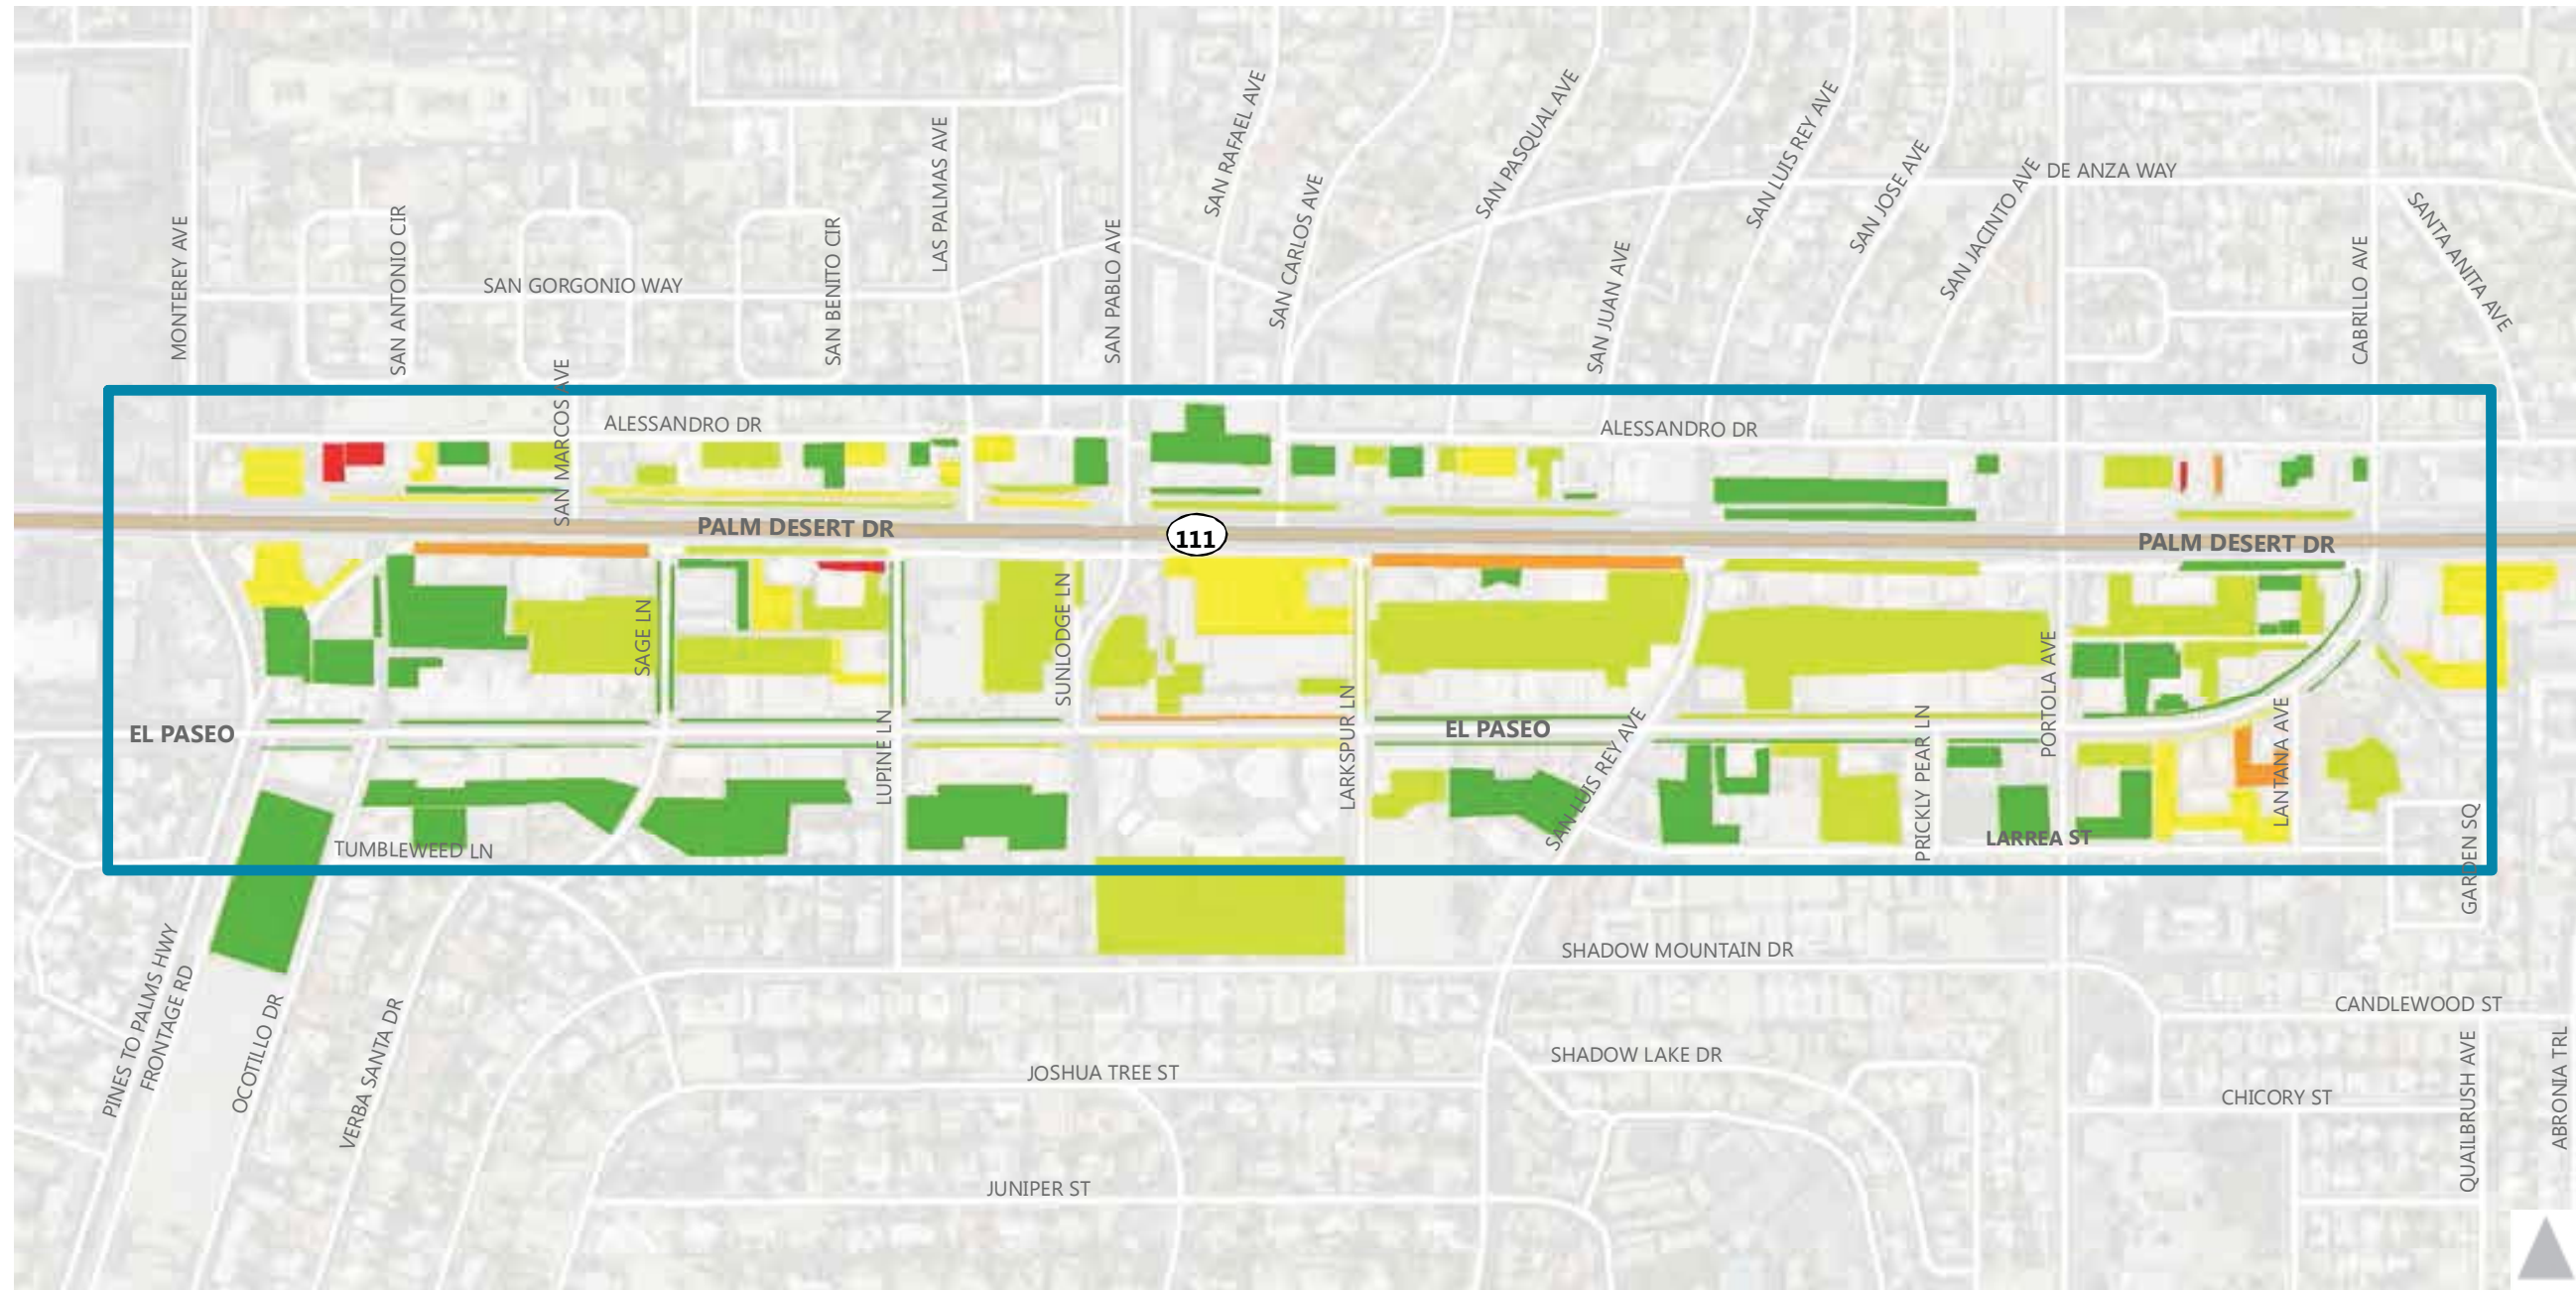 SAN RAFAEL AVE
SAN PASQUAL AVE
SAN LUIS REY AVE
LAS PALMAS AVE
SAN JOSE AVE
SAN JACINTO AVE
DE ANZA WAY
SAN CARLOS AVE
SANTA ANITA AVE
MONTEREY AVE
SAN ANTONIO CIR
SAN GORGONIO WAY
SAN BENITO CIR
SAN PABLO AVE
SAN JUAN AVE
CABRILLO AVE
SAN MARCOS AVE
ALESSANDRO DR
ALESSANDRO DR
PALM DESERT DR
111
PALM DESERT DR
SAGE LN
SUNLODGE LN
PORTOLA AVE
EL PASEO
LUPINE LN
LARKSPUR LN
EL PASEO
SAN LUIS REY AVE
PRICKLY PEAR LN
LANTANA AVE
TUMBLEWEED LN
LARREA ST
GARDEN SQ
PINES TO PALMS HWY
FRONTAGE RD
OCOTILLO DR
VERBA SANTA DR
SHADOW MOUNTAIN DR
CANDLEWOOD ST
SHADOW LAKE DR
JOSHUA TREE ST
CHICORY ST
QUAILBRUSH AVE
ABRONIA TRL
JUNIPER ST